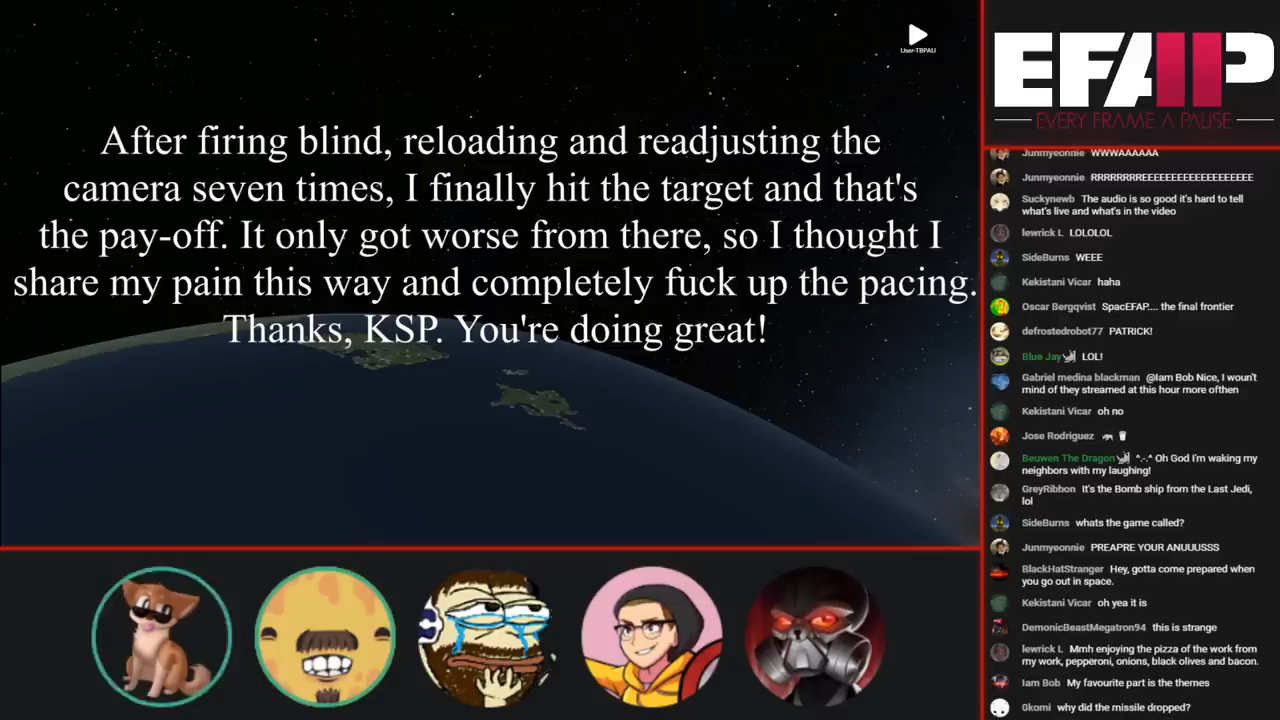 User-TBPAU
After firing blind, reloading and readjusting the
camera seven times, I finally hit the target and that's
the pay-off. It only got worse from there, so I thought I
share my pain this way and completely fuck up the pacing.
Thanks, KSP. You're doing great!
EFAP
EVERY FRAME A PAUSE
Junmyeonnie WWWAAAAAA
Junmyeonnie RRRRRRRREEEEEEEEEEEEEEEEEEE
Suckynewb The audio is so good it's hard to tell
what's live and what's in the video
lewrick L LOLOLOL
SideBurns WEEE
Kekistani Vicar haha
Oscar Bergqvist SpacEFAP.... the final frontier
defrostedrobot77 PATRICK!
Blue Jay LOL!
Gabriel medina blackman @Iam Bob Nice, I woun't
mind of they streamed at this hour more ofthen
Kekistani Vicar oh no
Jose Rodriguez
Beuwen The Dragon ^.-.^ Oh God I'm waking my
neighbors with my laughing!
GreyRibbon It's the Bomb ship from the Last Jedi,
lol
SideBurns whats the game called?
Junmyeonnie PREAPRE YOUR ANUUUSSS
BlackHatStranger Hey, gotta come prepared when
you go out in space.
Kekistani Vicar oh yea it is
DemonicBeastMegatron94 this is strange
lewrick L Mmh enjoying the pizza of the work from
my work, pepperoni, onions, black olives and bacon.
Iam Bob My favourite part is the themes
0komi why did the missile dropped?